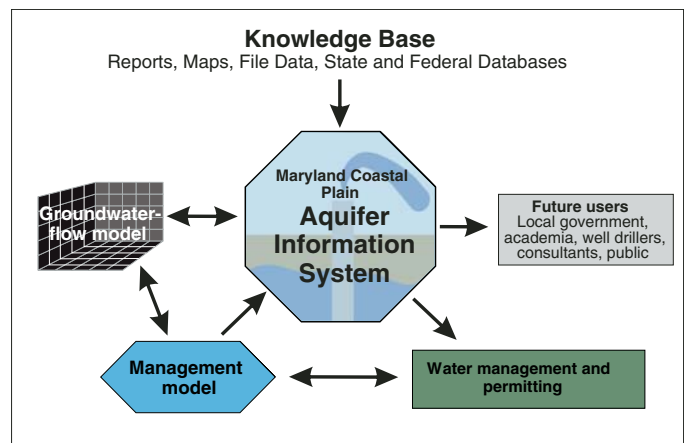 Knowledge Base
Reports, Maps, File Data, State and Federal Databases
Maryland Coastal
Plain
Aquifer
Information
System
Groundwater-
flow model
Future users
Local government,
academia, well drillers,
consultants, public
Management
model
Water management and
permitting